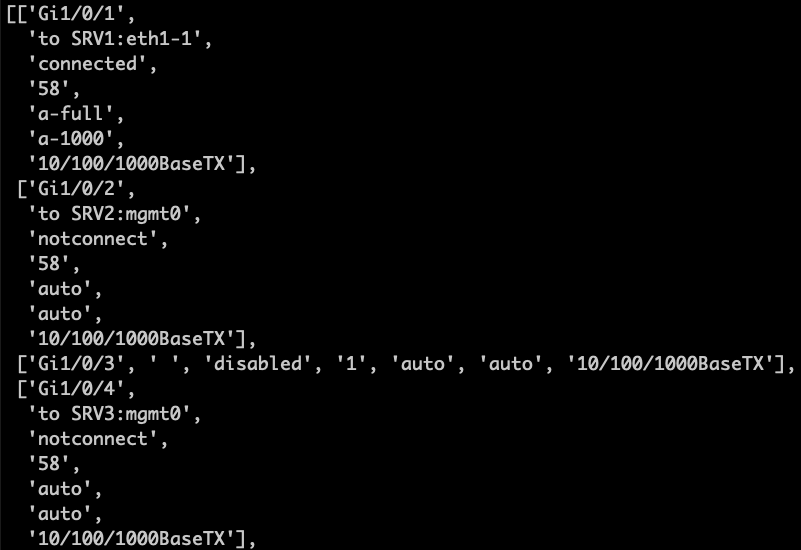 [['Gi1/0/1',
  'to SRV1:eth1-1',
  'connected',
  '58',
  'a-full',
  'a-1000',
  '10/100/1000BaseTX'],
 ['Gi1/0/2',
  'to SRV2:mgmt0',
  'notconnect',
  '58',
  'auto',
  'auto',
  '10/100/1000BaseTX'],
 ['Gi1/0/3', ' ', 'disabled', '1', 'auto', 'auto', '10/100/1000BaseTX'],
 ['Gi1/0/4',
  'to SRV3:mgmt0',
  'notconnect',
  '58',
  'auto',
  'auto',
  '10/100/1000BaseTX'],